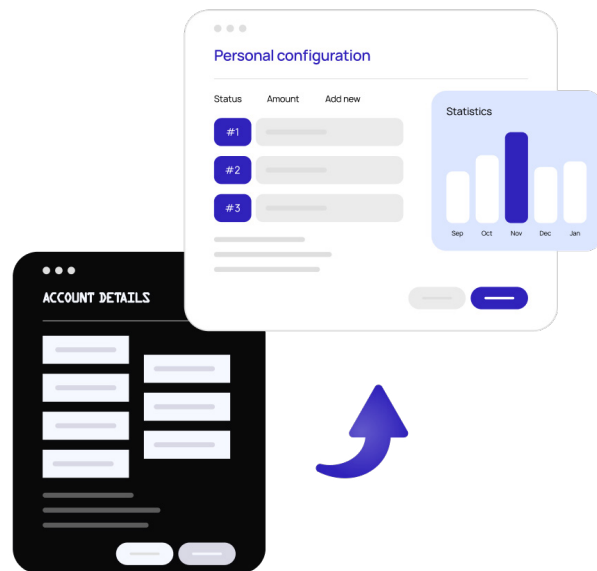 Personal configuration
Status Amount Add new
#1
#2
#3
Statistics
Sep Oct Nov Dec Jan
ACCOUNT DETAILS